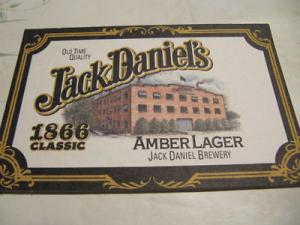 OLD TIME
QUALITY
Jack Daniel's
1866
CLASSIC
AMBER LAGER
JACK DANIEL BREWERY